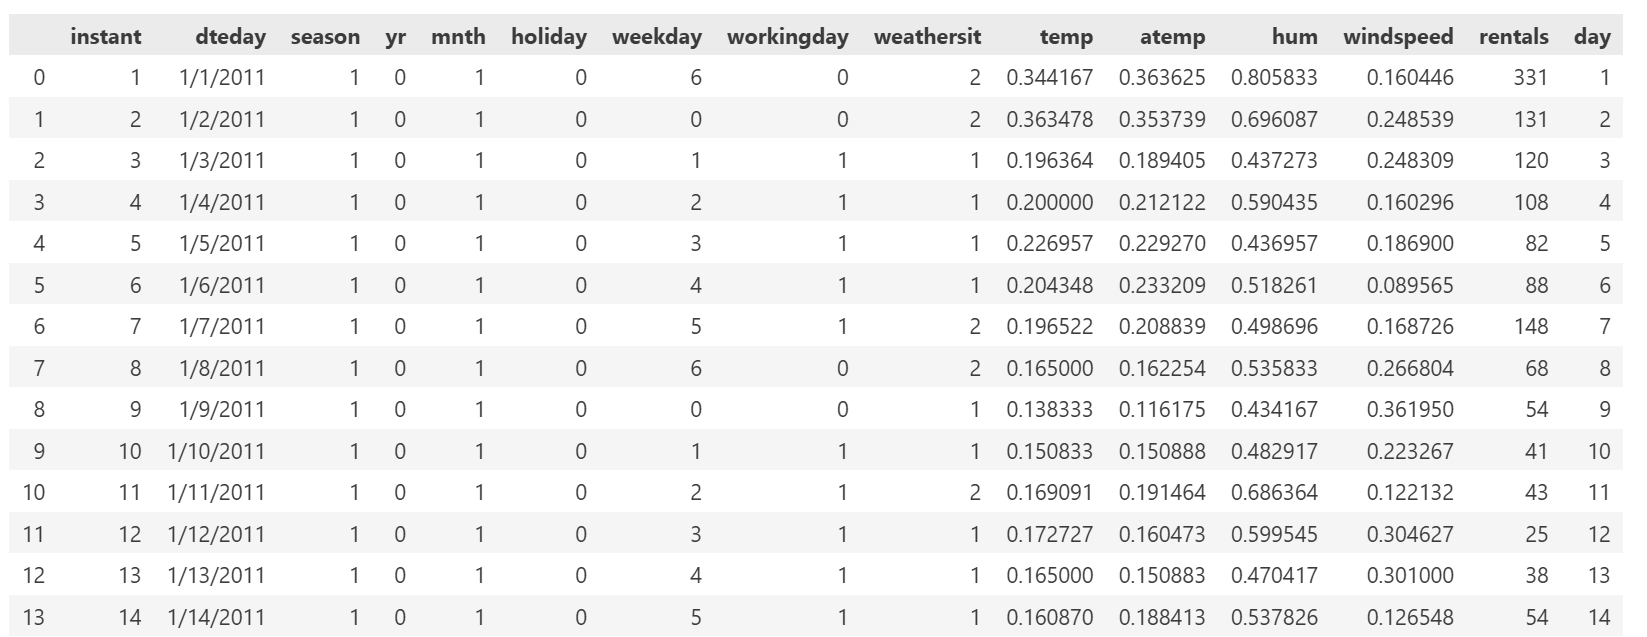 instant dteday season yr mnth holiday weekday workingday weathersit temp atemp hum windspeed rentals day
0 1 1/1/2011 1 0 1 0 6 0 2 0.344167 0.363625 0.805833 0.160446 331 1
1 2 1/2/2011 1 0 1 0 0 0 2 0.363478 0.353739 0.696087 0.248539 131 2
2 3 1/3/2011 1 0 1 0 1 1 1 0.196364 0.189405 0.437273 0.248309 120 3
3 4 1/4/2011 1 0 1 0 2 1 1 0.200000 0.212122 0.590435 0.160296 108 4
4 5 1/5/2011 1 0 1 0 3 1 1 0.226957 0.229270 0.436957 0.186900 82 5
5 6 1/6/2011 1 0 1 0 4 1 1 0.204348 0.233209 0.518261 0.089565 88 6
6 7 1/7/2011 1 0 1 0 5 1 2 0.196522 0.208839 0.498696 0.168726 148 7
7 8 1/8/2011 1 0 1 0 6 0 2 0.165000 0.162254 0.535833 0.266804 68 8
8 9 1/9/2011 1 0 1 0 0 0 1 0.138333 0.116175 0.434167 0.361950 54 9
9 10 1/10/2011 1 0 1 0 1 1 1 0.150833 0.150888 0.482917 0.223267 41 10
10 11 1/11/2011 1 0 1 0 2 1 2 0.169091 0.191464 0.686364 0.122132 43 11
11 12 1/12/2011 1 0 1 0 3 1 1 0.172727 0.160473 0.599545 0.304627 25 12
12 13 1/13/2011 1 0 1 0 4 1 1 0.165000 0.150883 0.470417 0.301000 38 13
13 14 1/14/2011 1 0 1 0 5 1 1 0.160870 0.188413 0.537826 0.126548 54 14